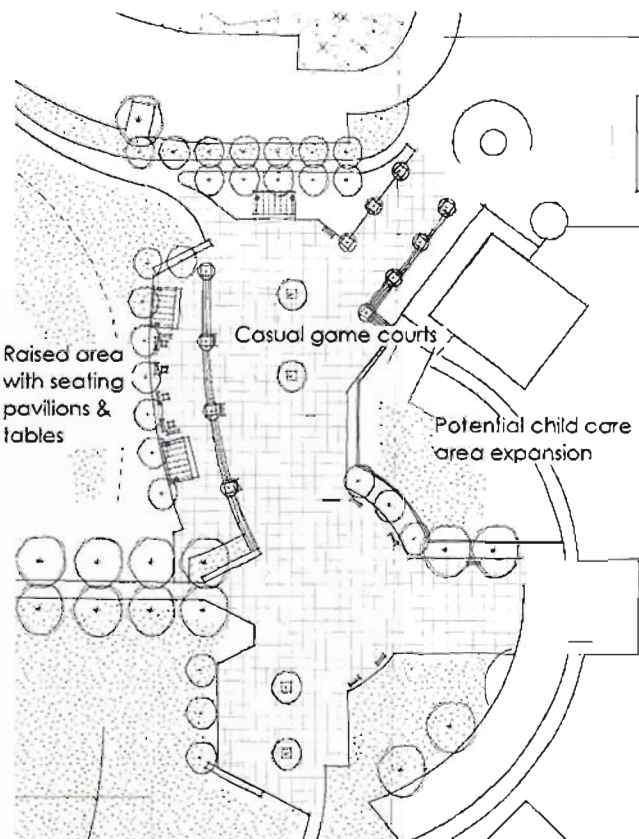 Casual game courts
Raised area
with seating
pavilions &
tables
Potential child care
area expansion